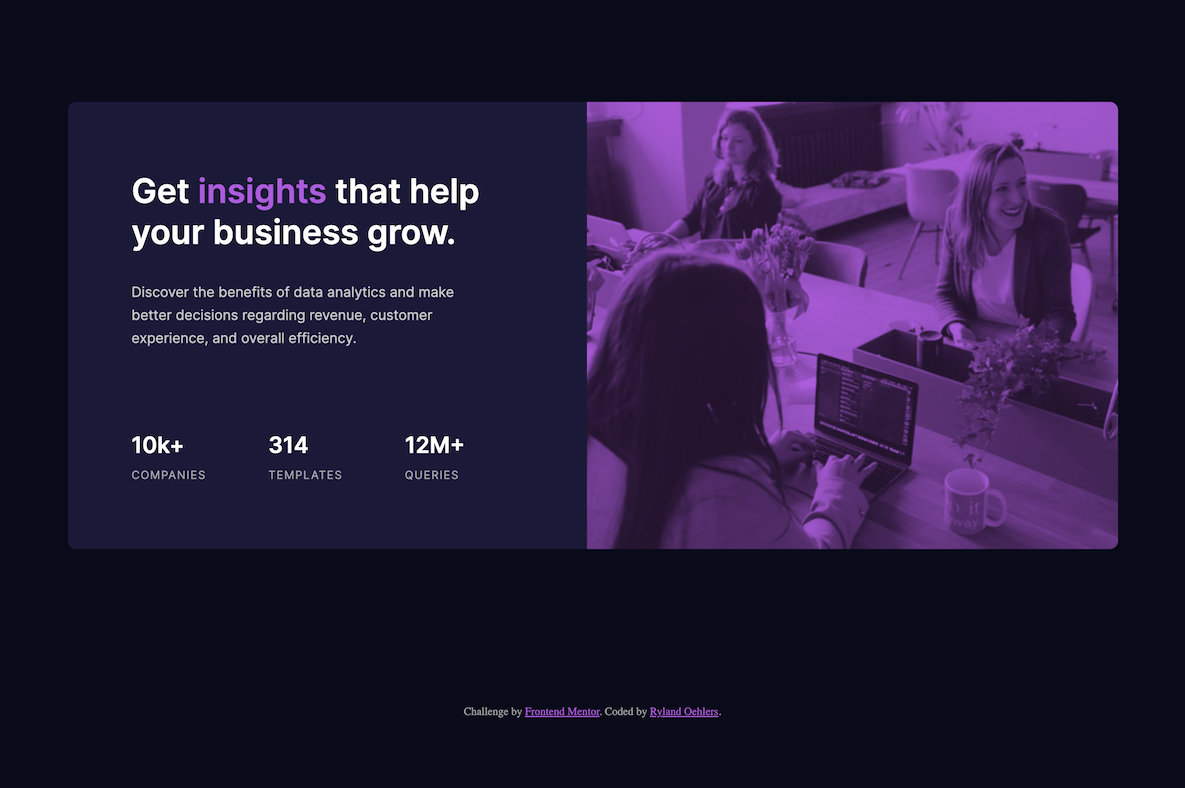 Get insights that help
your business grow.
Discover the benefits of data analytics and make
better decisions regarding revenue, customer
experience, and overall efficiency.
10k+ 314 12M+
COMPANIES TEMPLATES QUERIES
Challenge by Frontend Mentor. Coded by Ryland Oehlers.